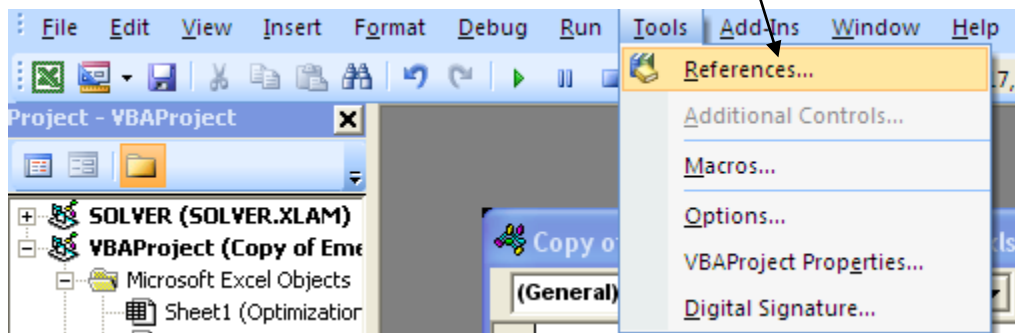 File Edit View Insert Format Debug Run Tools Add-Ins Window Help
References...
Additional Controls...
Macros...
Options...
VBAProject Properties...
Digital Signature...
Project - VBAProject
SOLVER (SOLVER.XLAM)
VBAProject (Copy of Eme
Microsoft Excel Objects
Sheet1 (Optimization
Copy o
(General)